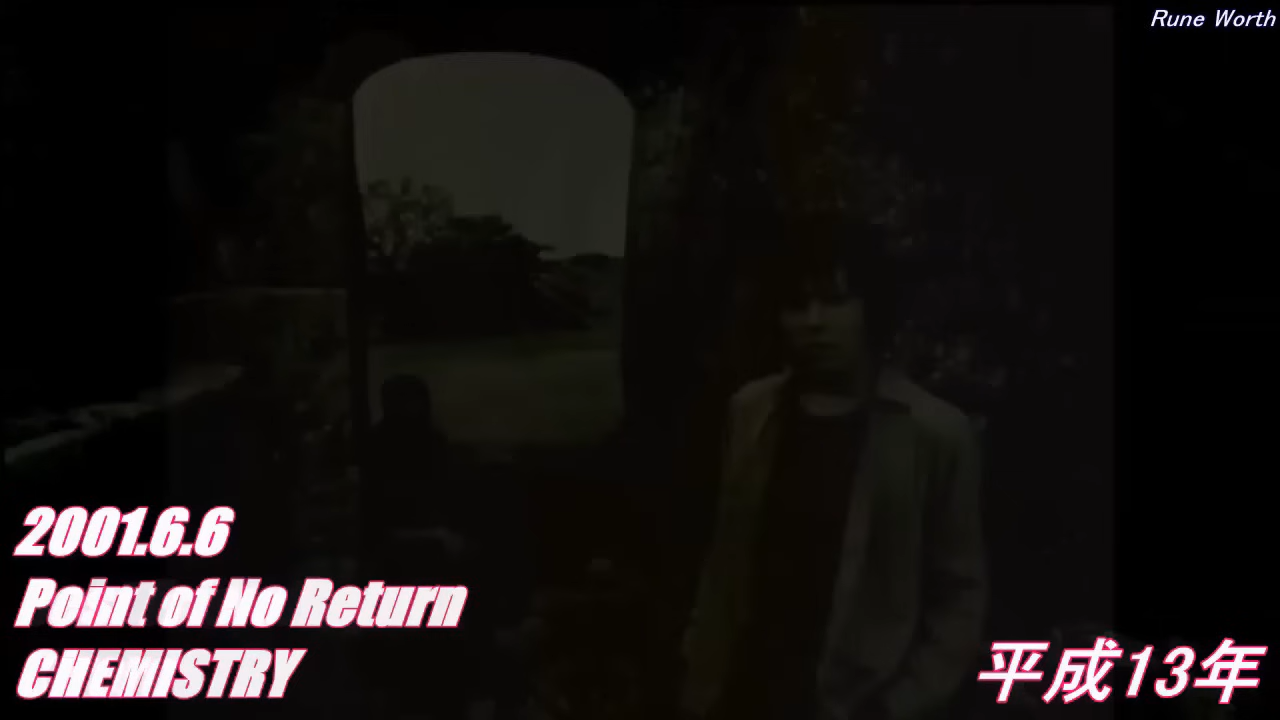 Rune Worth
2001.6.6
Point of No Return
CHEMISTRY
平成13年